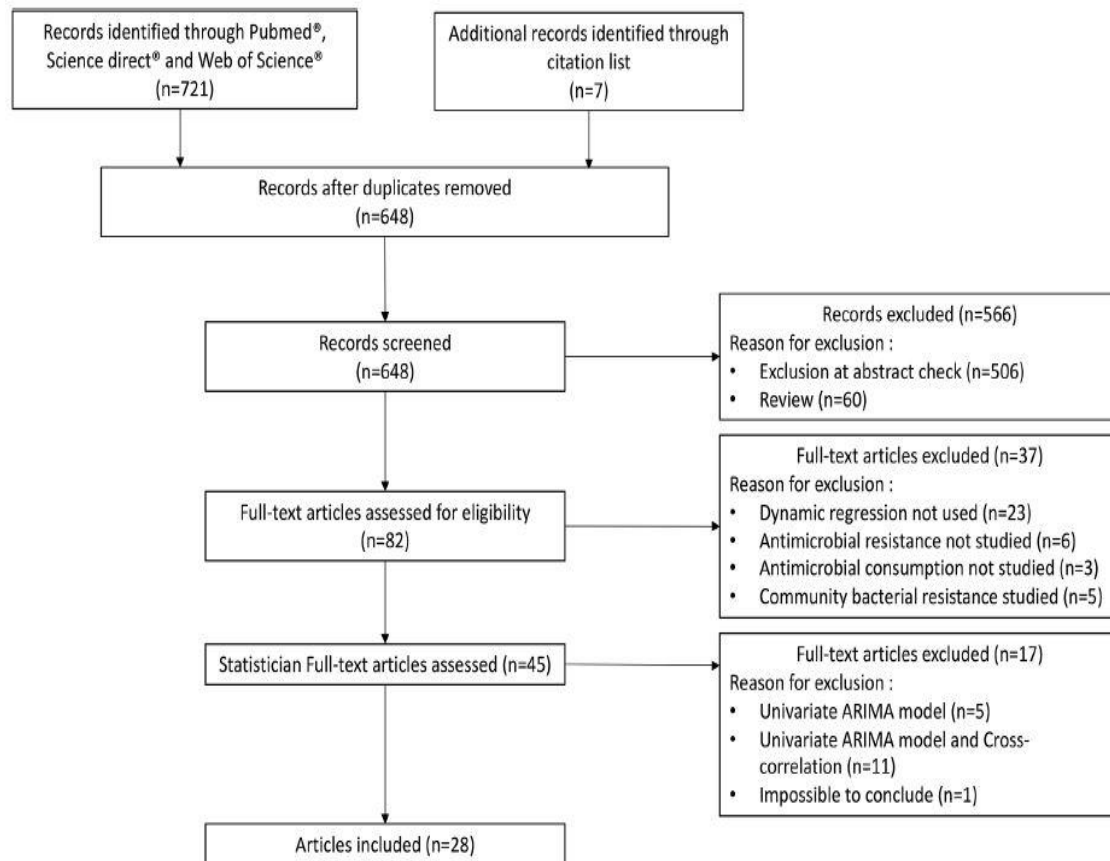 Records identified through Pubmed®,
Science direct® and Web of Science®
(n=721)
Additional records identified through
citation list
(n=7)
Records after duplicates removed
(n=648)
Records screened
(n=648)
Records excluded (n=566)
Reason for exclusion :
• Exclusion at abstract check (n=506)
• Review (n=60)
Full-text articles assessed for eligibility
(n=82)
Full-text articles excluded (n=37)
Reason for exclusion :
• Dynamic regression not used (n=23)
• Antimicrobial resistance not studied (n=6)
• Antimicrobial consumption not studied (n=3)
• Community bacterial resistance studied (n=5)
Statistician Full-text articles assessed (n=45)
Full-text articles excluded (n=17)
Reason for exclusion :
• Univariate ARIMA model (n=5)
• Univariate ARIMA model and Cross-
correlation (n=11)
• Impossible to conclude (n=1)
Articles included (n=28)